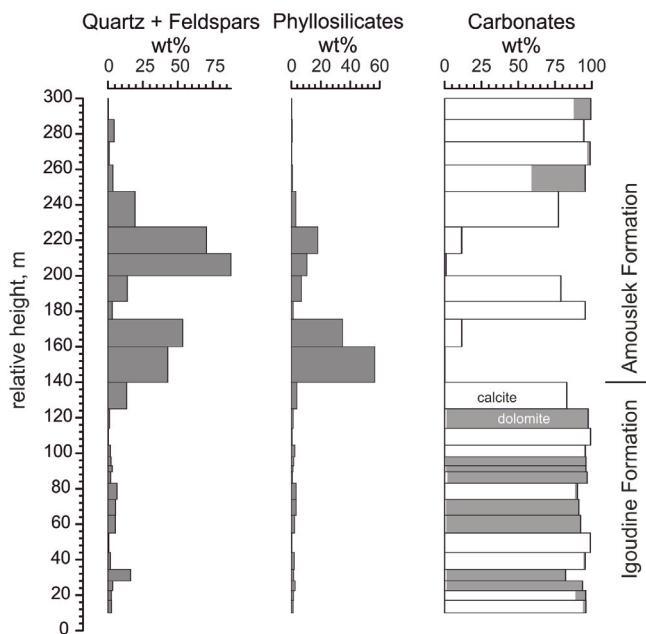 Quartz + Feldspars Phyllosilicates Carbonates
wt% wt% wt%
0 25 50 75 0 20 40 60 0 25 50 75 100
300
280
260
240
220
200
180
160
140
120
100
80
60
40
20
0
relative height, m
calcite
dolomite
Amouslek Formation
Igoudine Formation